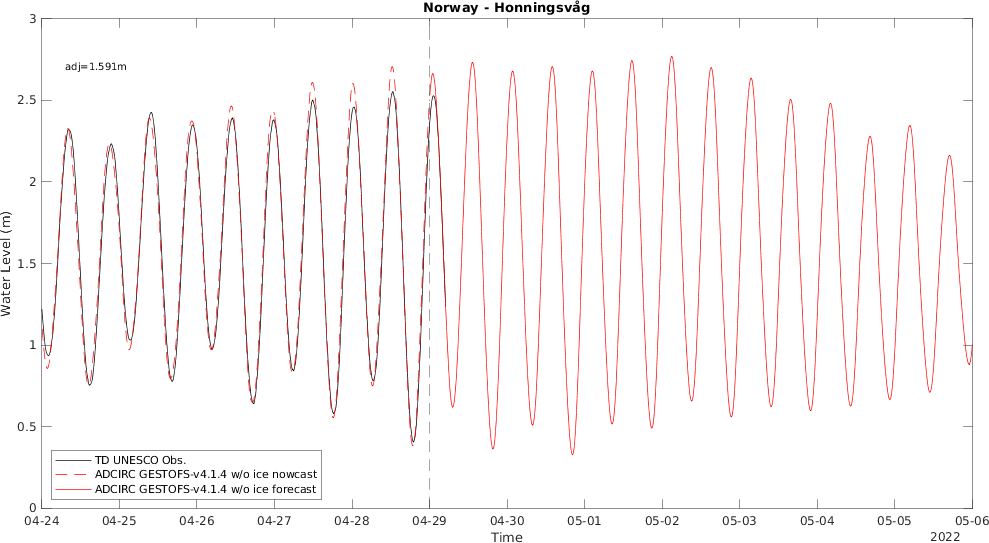 Norway - Honningsvåg
adj=1.591m
3
2.5
2
1.5
1
0.5
0
Water Level (m)
TD UNESCO Obs.
ADCIRC GESTOFS-v4.1.4 w/o ice nowcast
ADCIRC GESTOFS-v4.1.4 w/o ice forecast
04-24 04-25 04-26 04-27 04-28 04-29 04-30 05-01 05-02 05-03 05-04 05-05 05-06
Time
2022